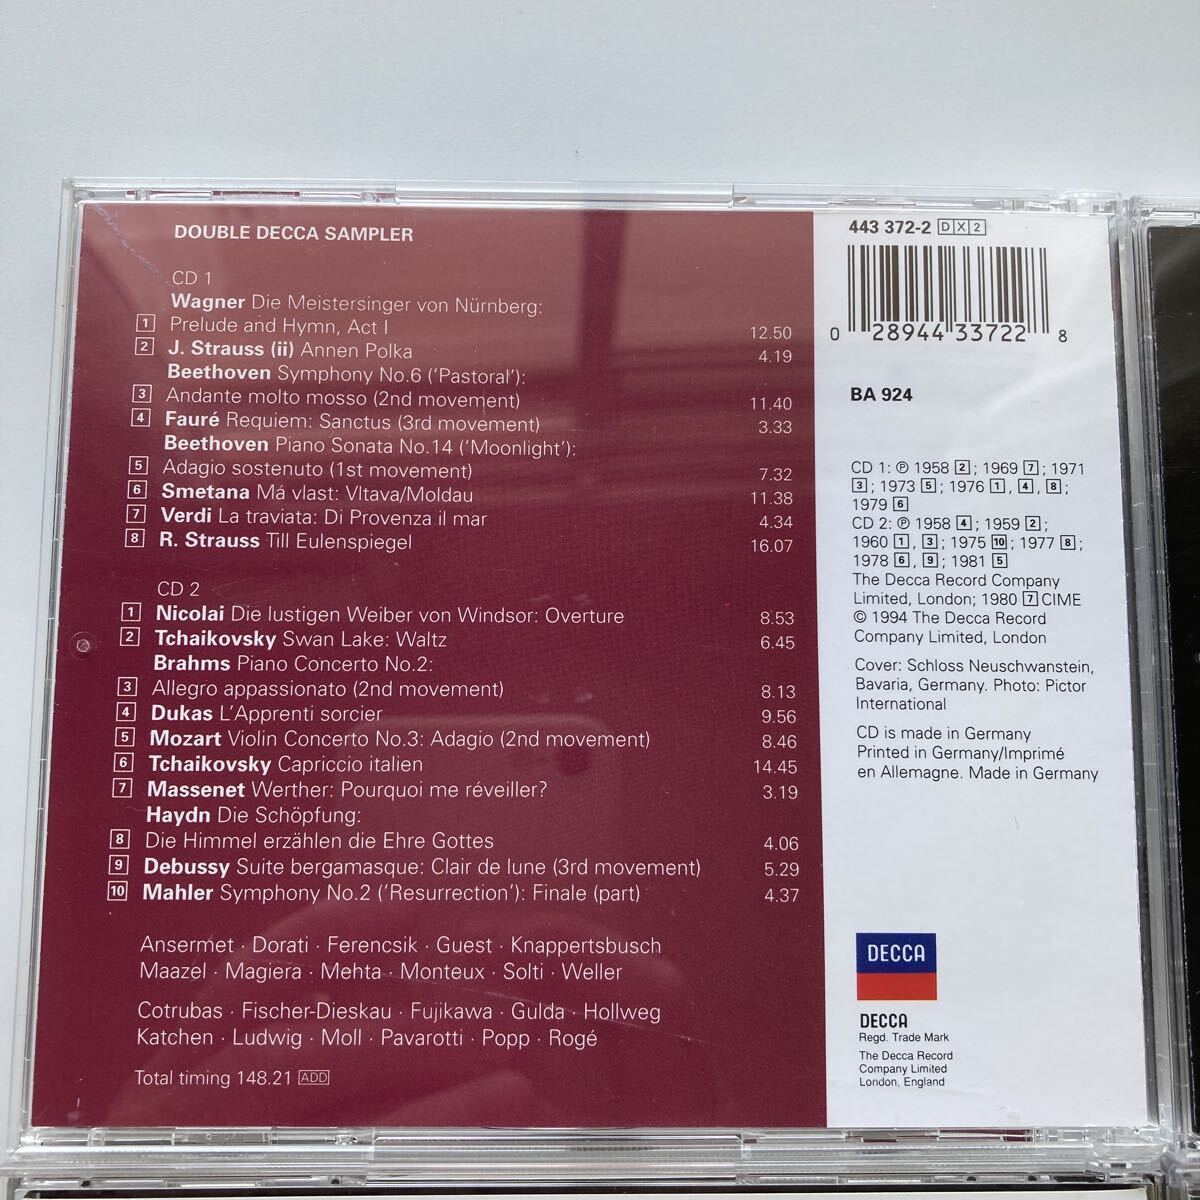 DOUBLE DECCA SAMPLER
CD 1
Wagner Die Meistersinger von Nürnberg:
1 Prelude and Hymn, Act I 12.50
2 J. Strauss (ii) Annen Polka 4.19
Beethoven Symphony No.6 (‘Pastoral’):
3 Andante molto mosso (2nd movement) 11.40
4 Fauré Requiem: Sanctus (3rd movement) 3.33
Beethoven Piano Sonata No.14 (‘Moonlight’):
5 Adagio sostenuto (1st movement) 7.32
6 Smetana Má vlast: Vltava/Moldau 11.38
7 Verdi La traviata: Di Provenza il mar 4.34
8 R. Strauss Till Eulenspiegel 16.07
CD 2
1 Nicolai Die lustigen Weiber von Windsor: Overture 8.53
2 Tchaikovsky Swan Lake: Waltz 6.45
Brahms Piano Concerto No.2:
3 Allegro appassionato (2nd movement) 8.13
4 Dukas L’Apprenti sorcier 9.56
5 Mozart Violin Concerto No.3: Adagio (2nd movement) 8.46
6 Tchaikovsky Capriccio italien 14.45
7 Massenet Werther: Pourquoi me réveiller? 3.19
Haydn Die Schöpfung:
8 Die Himmel erzählen die Ehre Gottes 4.06
9 Debussy Suite bergamasque: Clair de lune (3rd movement) 5.29
10 Mahler Symphony No.2 (‘Resurrection’): Finale (part) 4.37
Ansermet · Dorati · Ferencsik · Guest · Knappertsbusch
Maazel · Magiera · Mehta · Monteux · Solti · Weller
Cotrubas · Fischer-Dieskau · Fujikawa · Gulda · Hollweg
Katchen · Ludwig · Moll · Pavarotti · Popp · Rogé
Total timing 148.21 ADD
443 372-2 D X 2
0 28944 33722 8
BA 924
CD 1: ℗ 1958 2; 1969 7; 1971
3; 1973 5; 1976 1, 4, 8;
1979 6
CD 2: ℗ 1958 4; 1959 2;
1960 1, 3; 1975 10; 1977 8;
1978 6, 9; 1981 5
The Decca Record Company
Limited, London; 1980 7 CIME
© 1994 The Decca Record
Company Limited, London
Cover: Schloss Neuschwanstein,
Bavaria, Germany. Photo: Pictor
International
CD is made in Germany
Printed in Germany/Imprimé
en Allemagne. Made in Germany
DECCA
DECCA
Regd. Trade Mark
The Decca Record
Company Limited
London, England